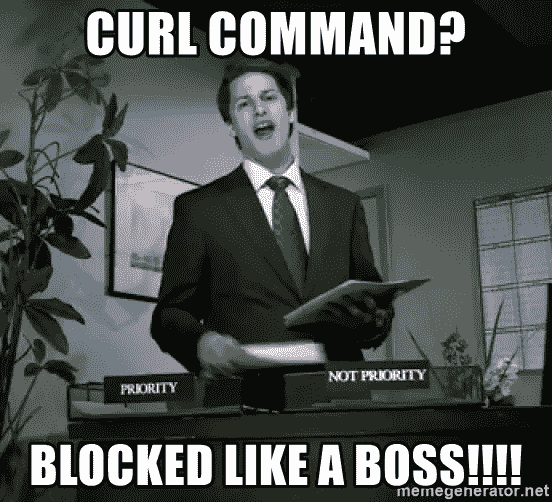 CURL COMMAND?
PRIORITY
NOT PRIORITY
BLOCKED LIKE A BOSS!!!!
memegenerator.net